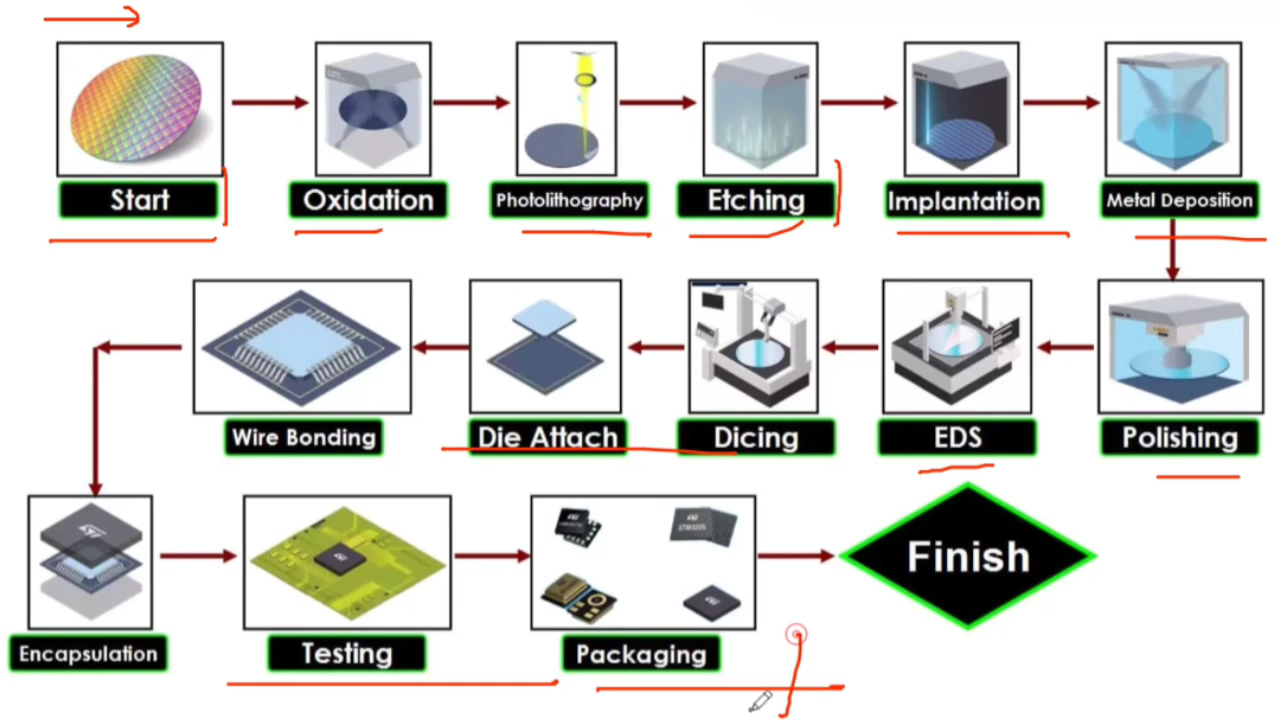 Start
Oxidation
Photolithography
Etching
Implantation
Metal Deposition
Polishing
EDS
Dicing
Die Attach
Wire Bonding
Encapsulation
Testing
Packaging
Finish